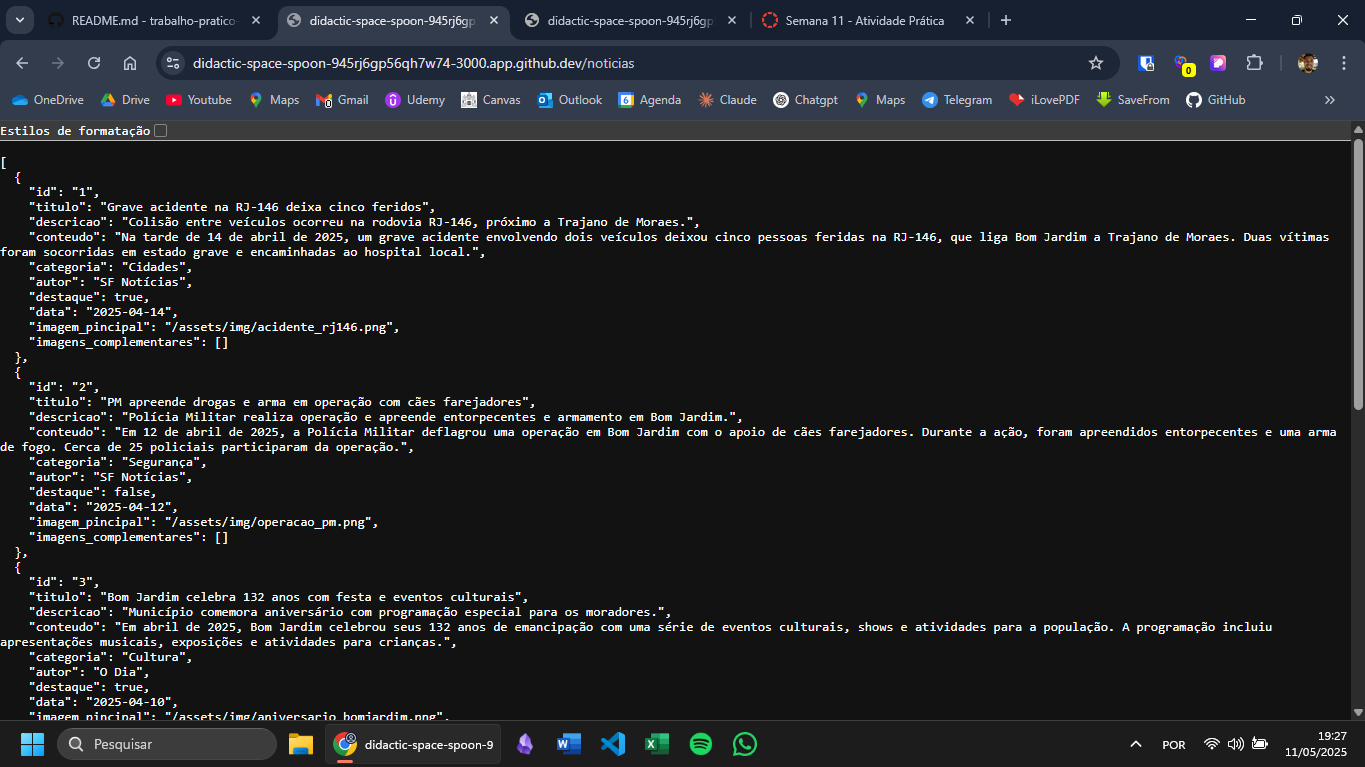 README.md - trabalho-pratico-
didactic-space-spoon-945rj6gp
didactic-space-spoon-945rj6gp
Semana 11 - Atividade Prática
didactic-space-spoon-945rj6gp56qh7w74-3000.app.github.dev/noticias
0
OneDrive
Drive
Youtube
Maps
Gmail
Udemy
Canvas
Outlook
Agenda
Claude
Chatgpt
Maps
Telegram
iLovePDF
SaveFrom
GitHub
Estilos de formatação
[
{
"id": "1",
"titulo": "Grave acidente na RJ-146 deixa cinco feridos",
"descricao": "Colisão entre veículos ocorreu na rodovia RJ-146, próximo a Trajano de Moraes.",
"conteudo": "Na tarde de 14 de abril de 2025, um grave acidente envolvendo dois veículos deixou cinco pessoas feridas na RJ-146, que liga Bom Jardim a Trajano de Moraes. Duas vítimas
foram socorridas em estado grave e encaminhadas ao hospital local.",
"categoria": "Cidades",
"autor": "SF Notícias",
"destaque": true,
"data": "2025-04-14",
"imagem_pincipal": "/assets/img/acidente_rj146.png",
"imagens_complementares": []
},
{
"id": "2",
"titulo": "PM apreende drogas e arma em operação com cães farejadores",
"descricao": "Polícia Militar realiza operação e apreende entorpecentes e armamento em Bom Jardim.",
"conteudo": "Em 12 de abril de 2025, a Polícia Militar deflagrou uma operação em Bom Jardim com o apoio de cães farejadores. Durante a ação, foram apreendidos entorpecentes e uma arma
de fogo. Cerca de 25 policiais participaram da operação.",
"categoria": "Segurança",
"autor": "SF Notícias",
"destaque": false,
"data": "2025-04-12",
"imagem_pincipal": "/assets/img/operacao_pm.png",
"imagens_complementares": []
},
{
"id": "3",
"titulo": "Bom Jardim celebra 132 anos com festa e eventos culturais",
"descricao": "Município comemora aniversário com programação especial para os moradores.",
"conteudo": "Em abril de 2025, Bom Jardim celebrou seus 132 anos de emancipação com uma série de eventos culturais, shows e atividades para a população. A programação incluiu
apresentações musicais, exposições e atividades para crianças.",
"categoria": "Cultura",
"autor": "O Dia",
"destaque": true,
"data": "2025-04-10",
"imagem_pincipal": "/assets/img/aniversario_bomjardim.png",
Pesquisar
didactic-space-spoon-9
POR
19:27
11/05/2025